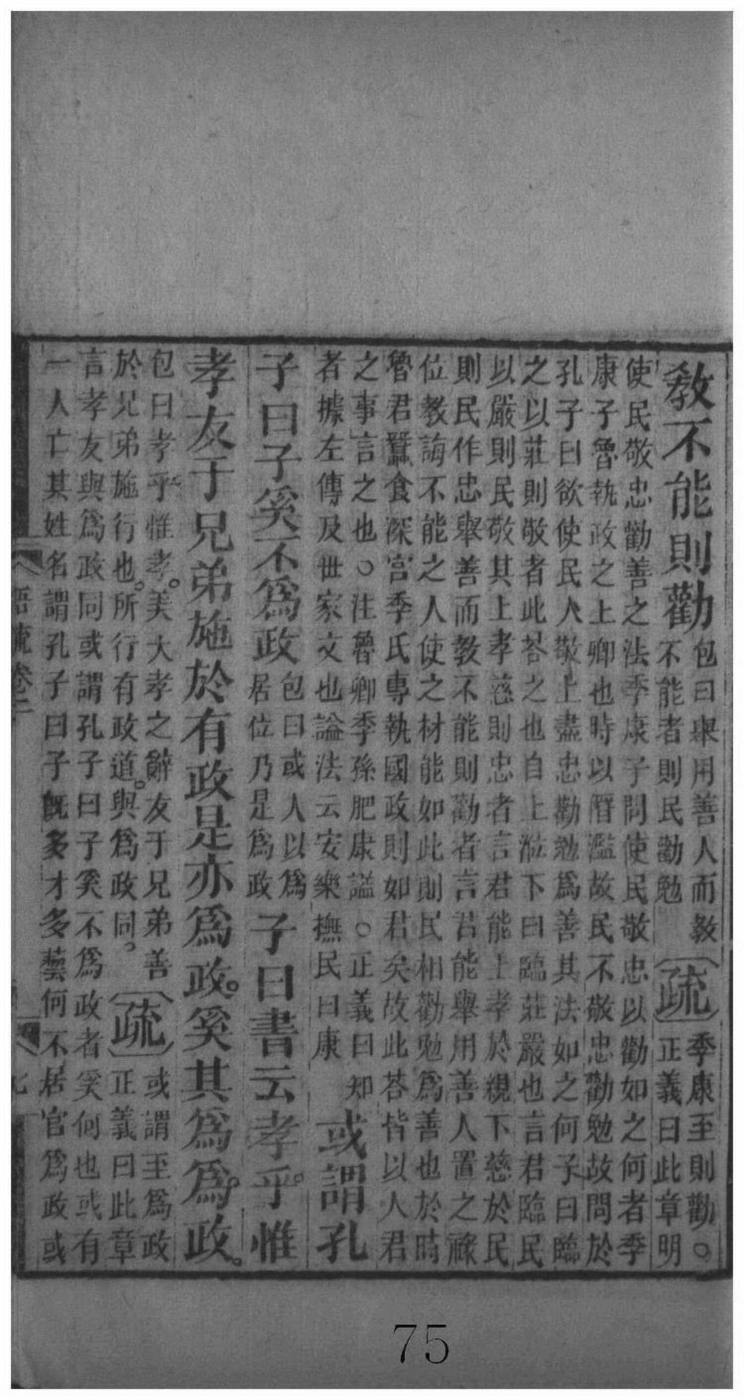 教不能則勸包曰舉用善人而教不能者則民勸勉〔疏〕季康至則勸○正義曰此章明
使民敬忠勸善之法季康子問使民敬忠以勸如之何者季
康子魯執政之上卿也時以僭濫故民不敬忠勸勉故問於
孔子曰欲使民人敬上盡忠勸勉爲善其法如之何子曰臨
之以莊則敬者此荅之也自上涖下曰臨莊嚴也言君臨民
以嚴則民敬其上孝慈則忠者言君能上孝於親下慈於民
則民作忠舉善而教不能則勸者言君能舉用善人置之祿
位教誨不能之人使之材能如此則民相勸勉爲善也於時
魯君蠶食深宮季氏專執國政則如君矣故此荅皆以人君
之事言之也○注魯卿季孫肥康謚○正義曰知
者據左傳及世家文也謚法云安樂撫民曰康
或謂孔
子曰子奚不爲政包曰或人以爲居位乃是爲政子曰書云孝乎惟
孝友于兄弟施於有政是亦爲政。奚其爲爲政。
包曰孝乎惟孝。美大孝之辭友于兄弟善
於兄弟施行也。所行有政道。與爲政同。〔疏〕或謂至爲政正義曰此章
言孝友與爲政同或謂孔子曰子奚不爲政者奚何也或有
一人亡其姓名謂孔子曰子旣多才多藝何不居官爲政或
語疏卷二
七
75